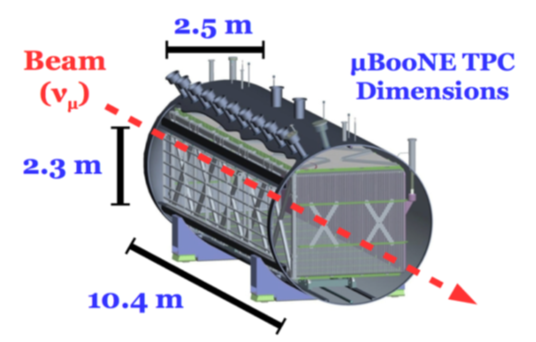 2.5 m
Beam
(νμ)
μBooNE TPC
Dimensions
2.3 m
10.4 m